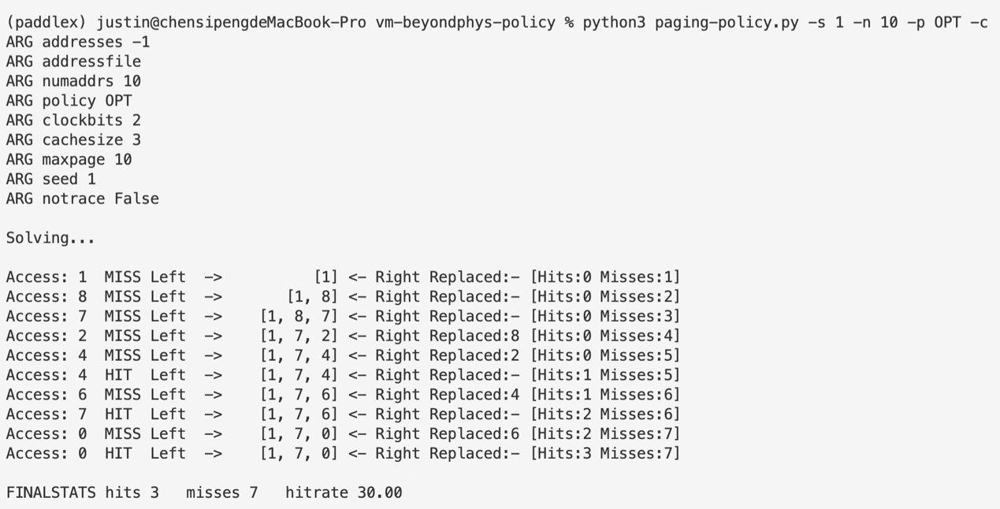 (paddlex) justin@chensipengdeMacBook-Pro vm-beyondphys-policy % python3 paging-policy.py -s 1 -n 10 -p OPT -c
ARG addresses -1
ARG addressfile
ARG numaddrs 10
ARG policy OPT
ARG clockbits 2
ARG cachesize 3
ARG maxpage 10
ARG seed 1
ARG notrace False
Solving...
Access: 1  MISS Left  ->          [1] <- Right Replaced:- [Hits:0 Misses:1]
Access: 8  MISS Left  ->       [1, 8] <- Right Replaced:- [Hits:0 Misses:2]
Access: 7  MISS Left  ->    [1, 8, 7] <- Right Replaced:- [Hits:0 Misses:3]
Access: 2  MISS Left  ->    [1, 7, 2] <- Right Replaced:8 [Hits:0 Misses:4]
Access: 4  MISS Left  ->    [1, 7, 4] <- Right Replaced:2 [Hits:0 Misses:5]
Access: 4  HIT  Left  ->    [1, 7, 4] <- Right Replaced:- [Hits:1 Misses:5]
Access: 6  MISS Left  ->    [1, 7, 6] <- Right Replaced:4 [Hits:1 Misses:6]
Access: 7  HIT  Left  ->    [1, 7, 6] <- Right Replaced:- [Hits:2 Misses:6]
Access: 0  MISS Left  ->    [1, 7, 0] <- Right Replaced:6 [Hits:2 Misses:7]
Access: 0  HIT  Left  ->    [1, 7, 0] <- Right Replaced:- [Hits:3 Misses:7]
FINALSTATS hits 3   misses 7   hitrate 30.00